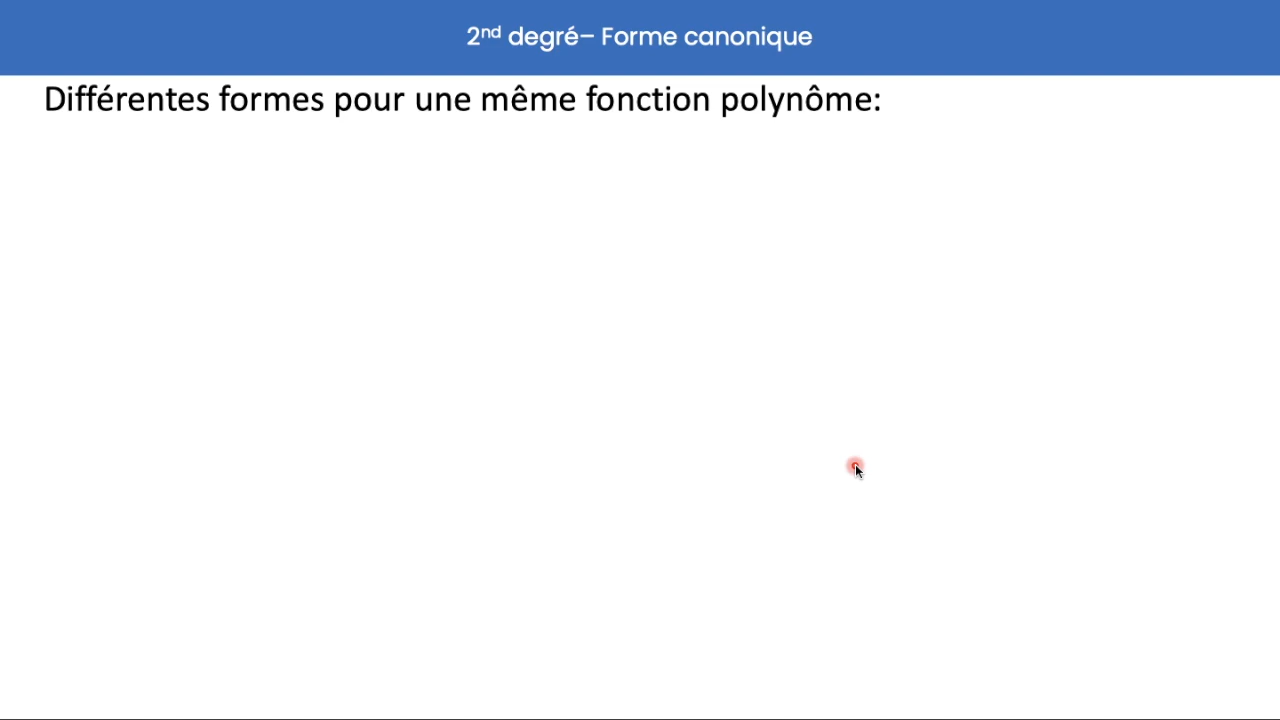 2nd degré– Forme canonique
Différentes formes pour une même fonction polynôme: